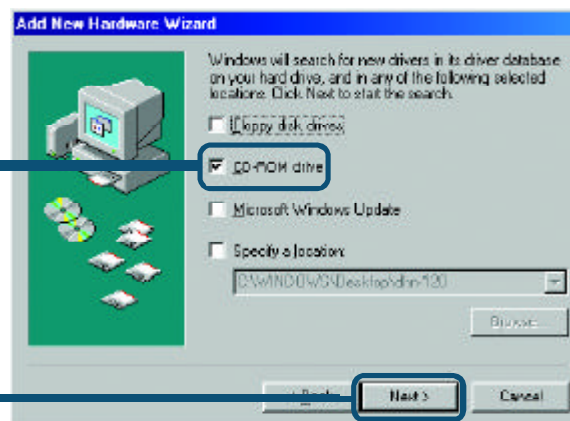 Add New Hardware Wizard
Windows will search for new drivers in its driver database
on your hard drive, and in any of the following selected
locations. Click Next to start the search.
Floppy disk drives
CD-ROM drive
Microsoft Windows Update
Specify a location:
C:\WINDOWS\Desktop\dhn-120
Browse...
< Back
Next >
Cancel